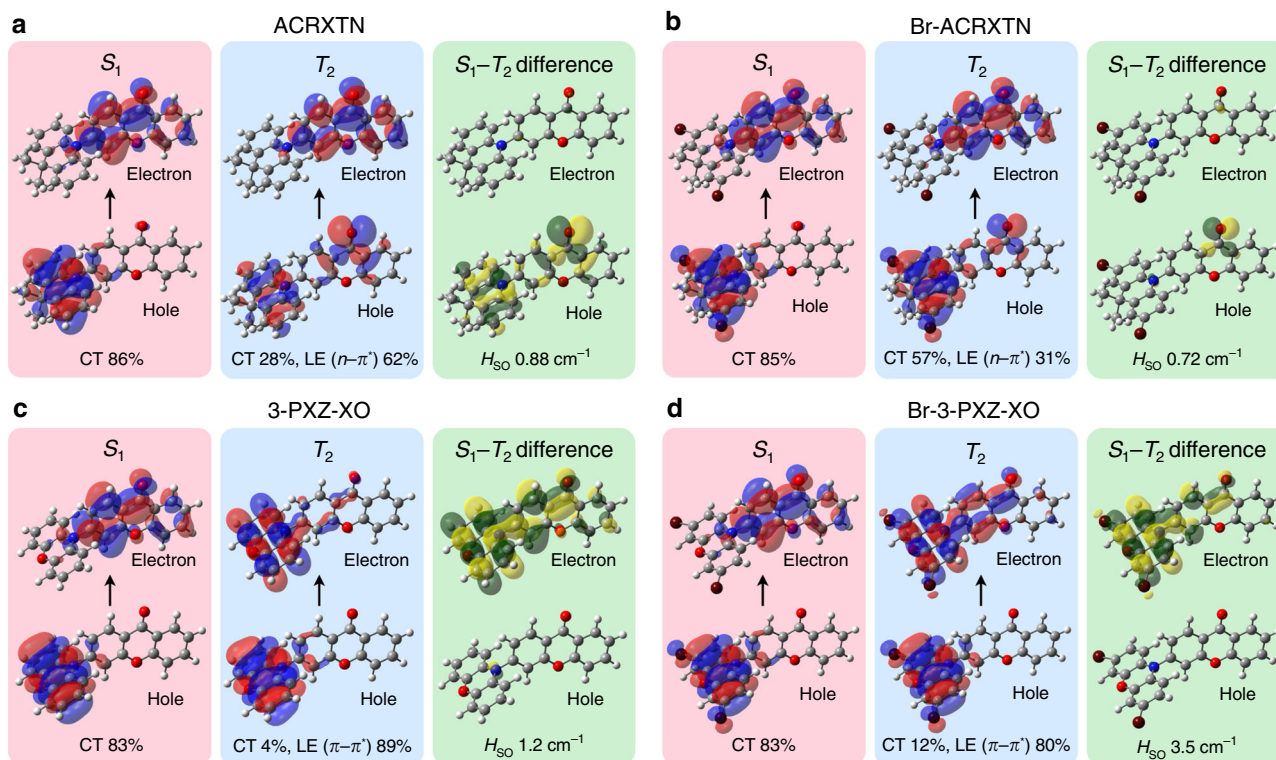 a
ACRXTN
S₁
T₂
S₁–T₂ difference
Electron
Electron
Electron
Hole
Hole
Hole
CT 86%
CT 28%, LE (n–π*) 62%
H_SO 0.88 cm⁻¹
b
Br-ACRXTN
S₁
T₂
S₁–T₂ difference
Electron
Electron
Electron
Hole
Hole
Hole
CT 85%
CT 57%, LE (n–π*) 31%
H_SO 0.72 cm⁻¹
c
3-PXZ-XO
S₁
T₂
S₁–T₂ difference
Electron
Electron
Electron
Hole
Hole
Hole
CT 83%
CT 4%, LE (π–π*) 89%
H_SO 1.2 cm⁻¹
d
Br-3-PXZ-XO
S₁
T₂
S₁–T₂ difference
Electron
Electron
Electron
Hole
Hole
Hole
CT 83%
CT 12%, LE (π–π*) 80%
H_SO 3.5 cm⁻¹